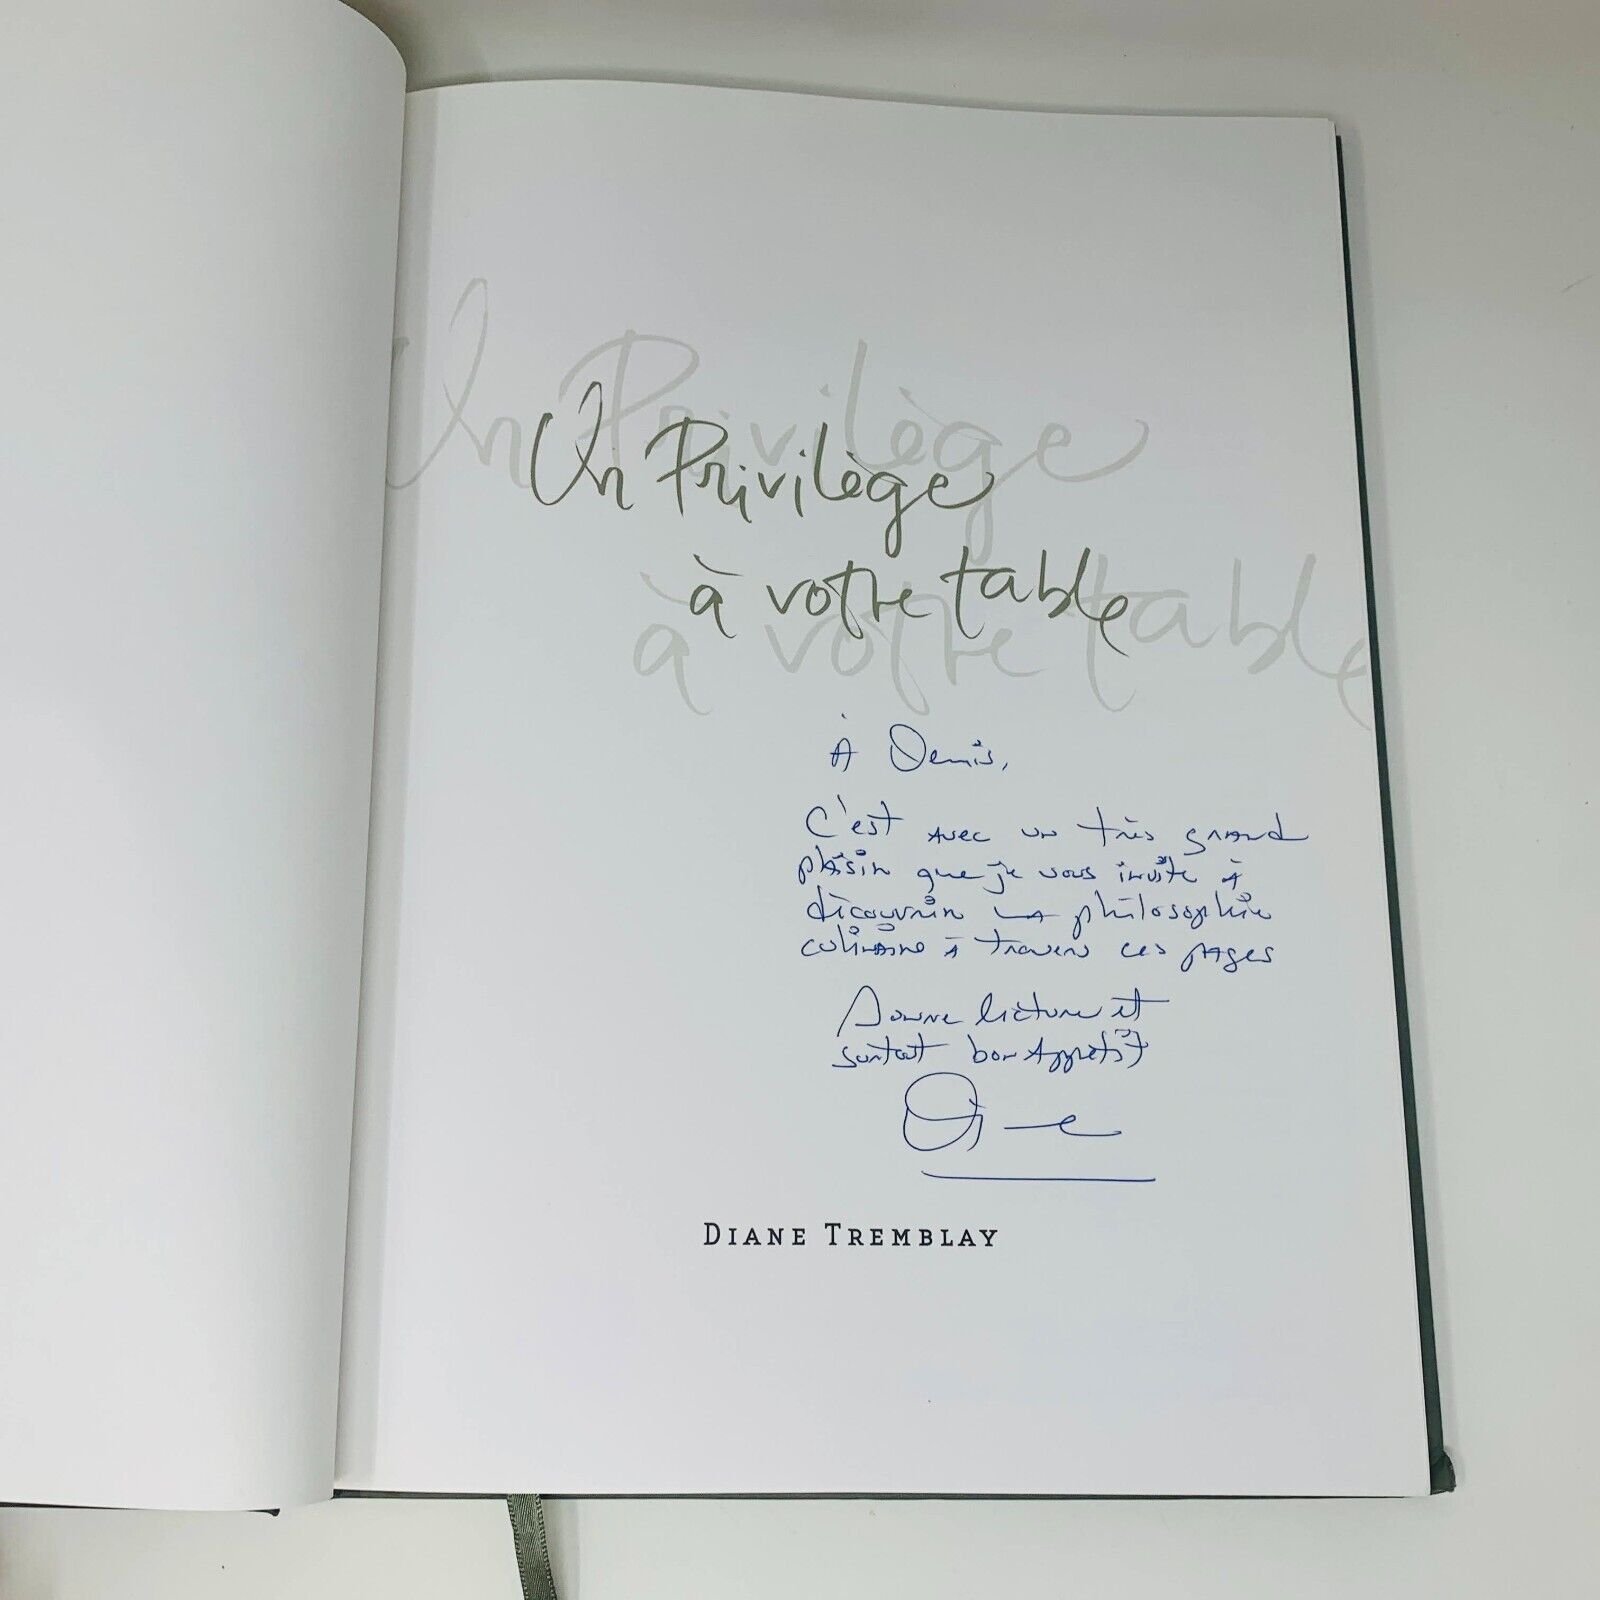 Un Privilège
à votre table
À Denis,
C'est avec un très grand
plaisir que je vous invite à
découvrir la philosophie
culinaire à travers ces pages
Bonne lecture et
surtout bon appétit
Diane
DIANE TREMBLAY